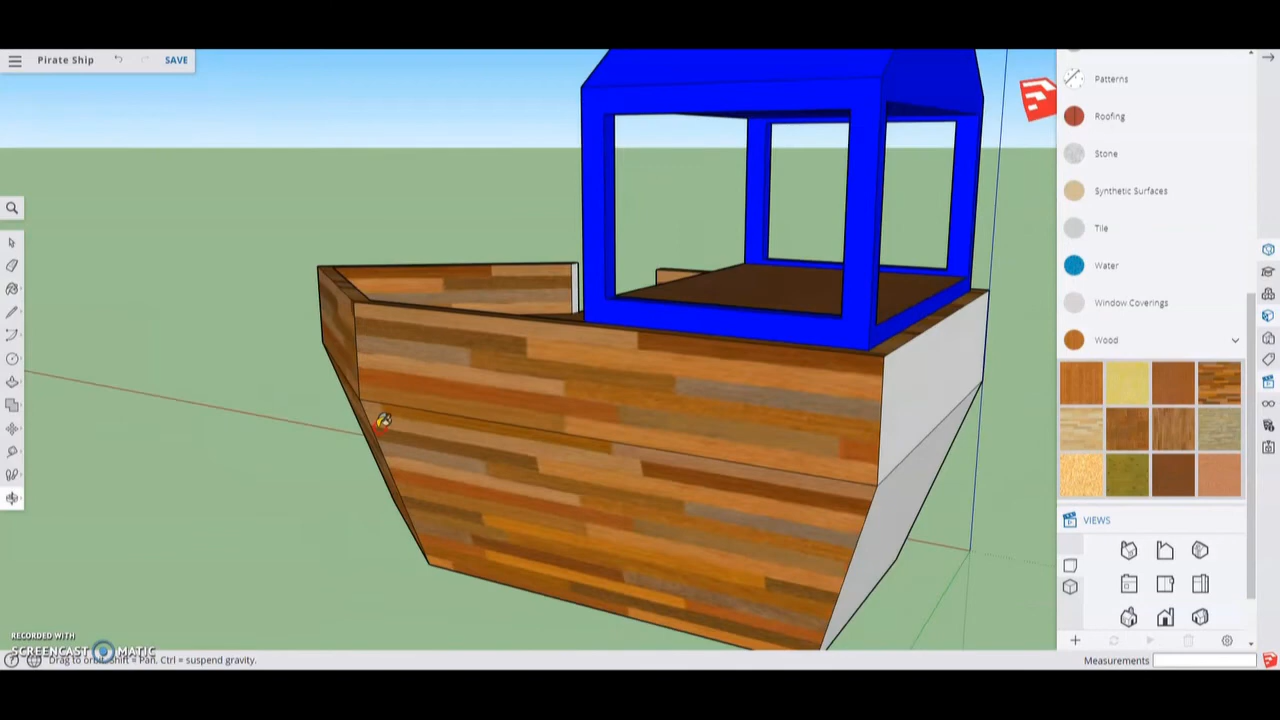 Pirate Ship
SAVE
Patterns
Roofing
Stone
Synthetic Surfaces
Tile
Water
Window Coverings
Wood
VIEWS
RECORDED WITH
SCREENCAST MATIC
Drag to orbit. Shift = Pan, Ctrl = suspend gravity.
Measurements